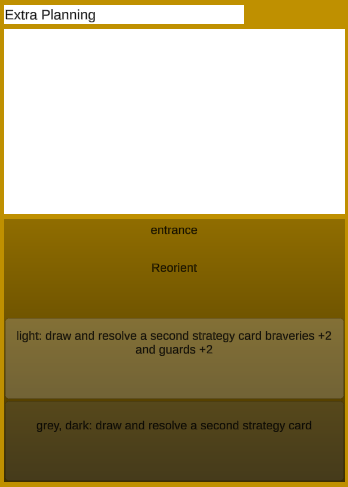 Extra Planning
entrance
Reorient
light: draw and resolve a second strategy card braveries +2
and guards +2
grey, dark: draw and resolve a second strategy card